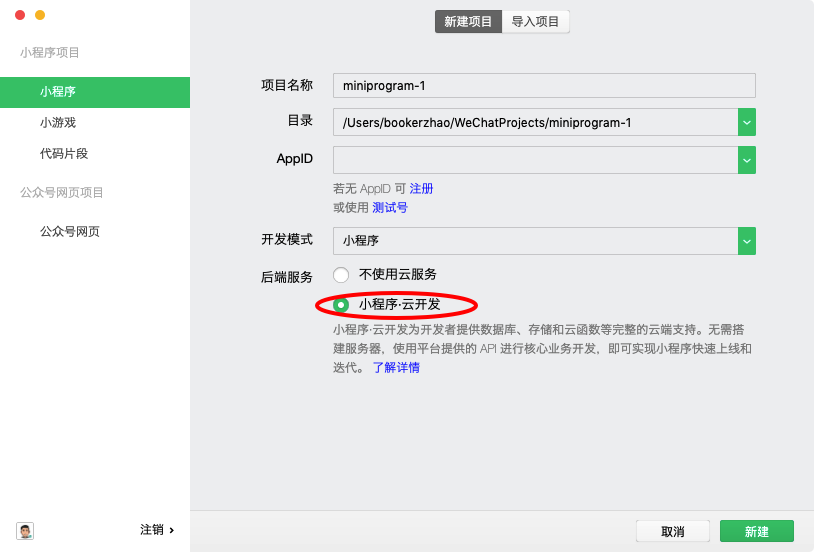 新建项目 导入项目
小程序项目
小程序
小游戏
代码片段
公众号网页项目
公众号网页
项目名称 miniprogram-1
目录 /Users/bookerzhao/WeChatProjects/miniprogram-1
AppID
若无 AppID 可 注册
或使用 测试号
开发模式 小程序
后端服务 不使用云服务
小程序·云开发
小程序·云开发为开发者提供数据库、存储和云函数等完整的云端支持。无需搭
建服务器，使用平台提供的 API 进行核心业务开发，即可实现小程序快速上线和
迭代。 了解详情
注销 ›
取消 新建